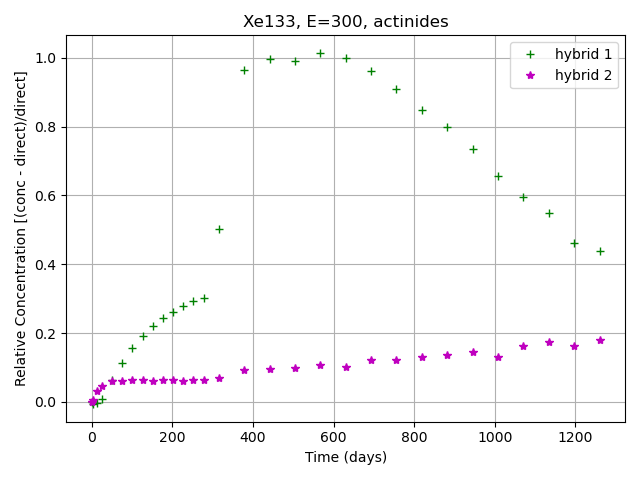 Xe133, E=300, actinides
hybrid 1
hybrid 2
Relative Concentration [(conc - direct)/direct]
1.0
0.8
0.6
0.4
0.2
0.0
0 200 400 600 800 1000 1200
Time (days)